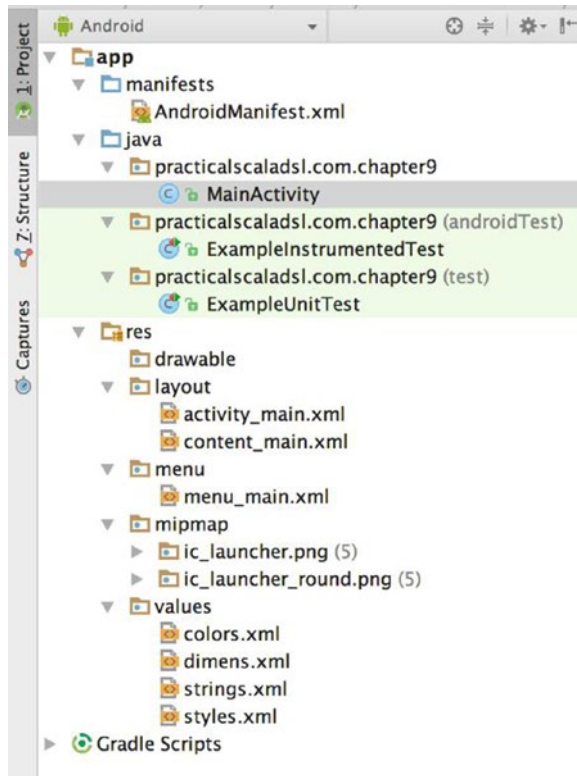 1: Project
Z: Structure
Captures
Android
app
manifests
AndroidManifest.xml
java
practicalscaladsl.com.chapter9
MainActivity
practicalscaladsl.com.chapter9 (androidTest)
ExampleInstrumentedTest
practicalscaladsl.com.chapter9 (test)
ExampleUnitTest
res
drawable
layout
activity_main.xml
content_main.xml
menu
menu_main.xml
mipmap
ic_launcher.png (5)
ic_launcher_round.png (5)
values
colors.xml
dimens.xml
strings.xml
styles.xml
Gradle Scripts